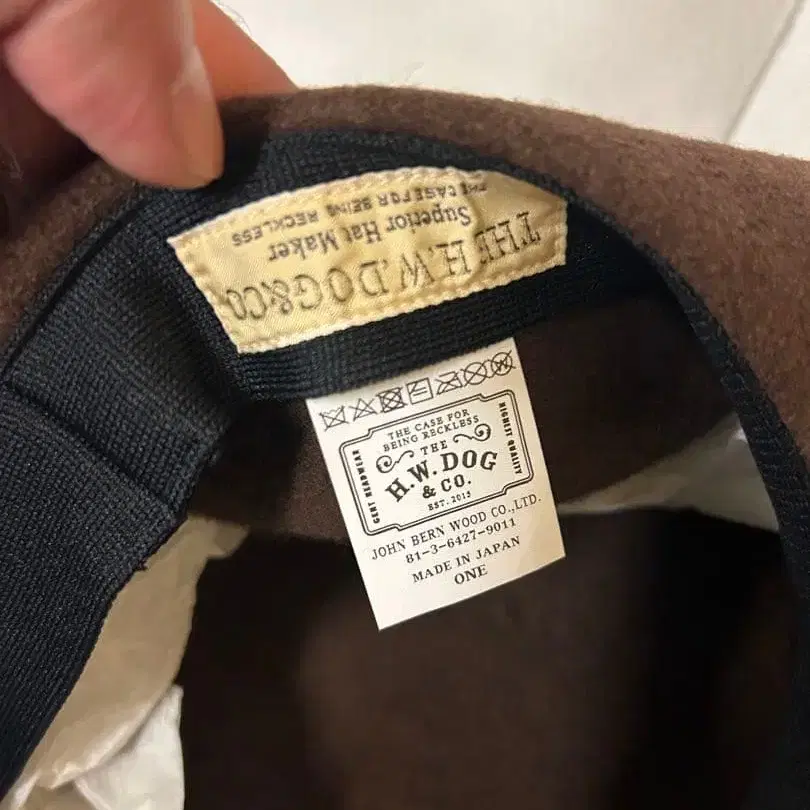 THE H.W.DOG&CO.
Superior Hat Maker
THE CASE FOR BEING RECKLESS
THE CASE FOR
BEING RECKLESS
THE
H.W.DOG
& CO.
EST.2015
GENT HEADWEAR
HIGHEST QUALITY
JOHN BERN WOOD CO.,LTD.
81-3-6427-9011
MADE IN JAPAN
ONE